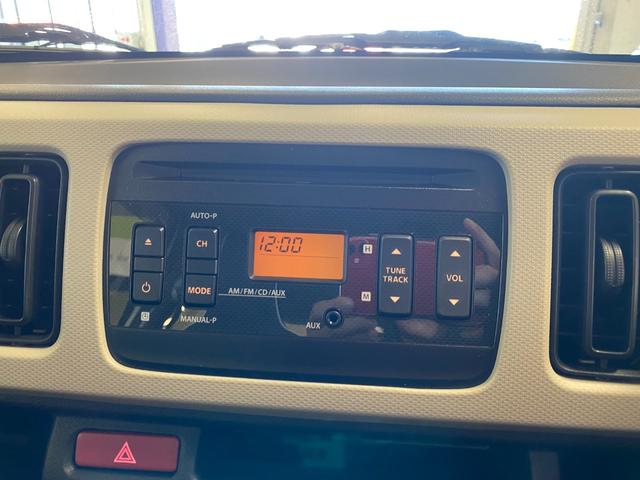 AUTO-P
CH
12:00
H
TUNE
TRACK
VOL
MODE
AM/FM/CD/AUX
M
C
MANUAL-P
AUX